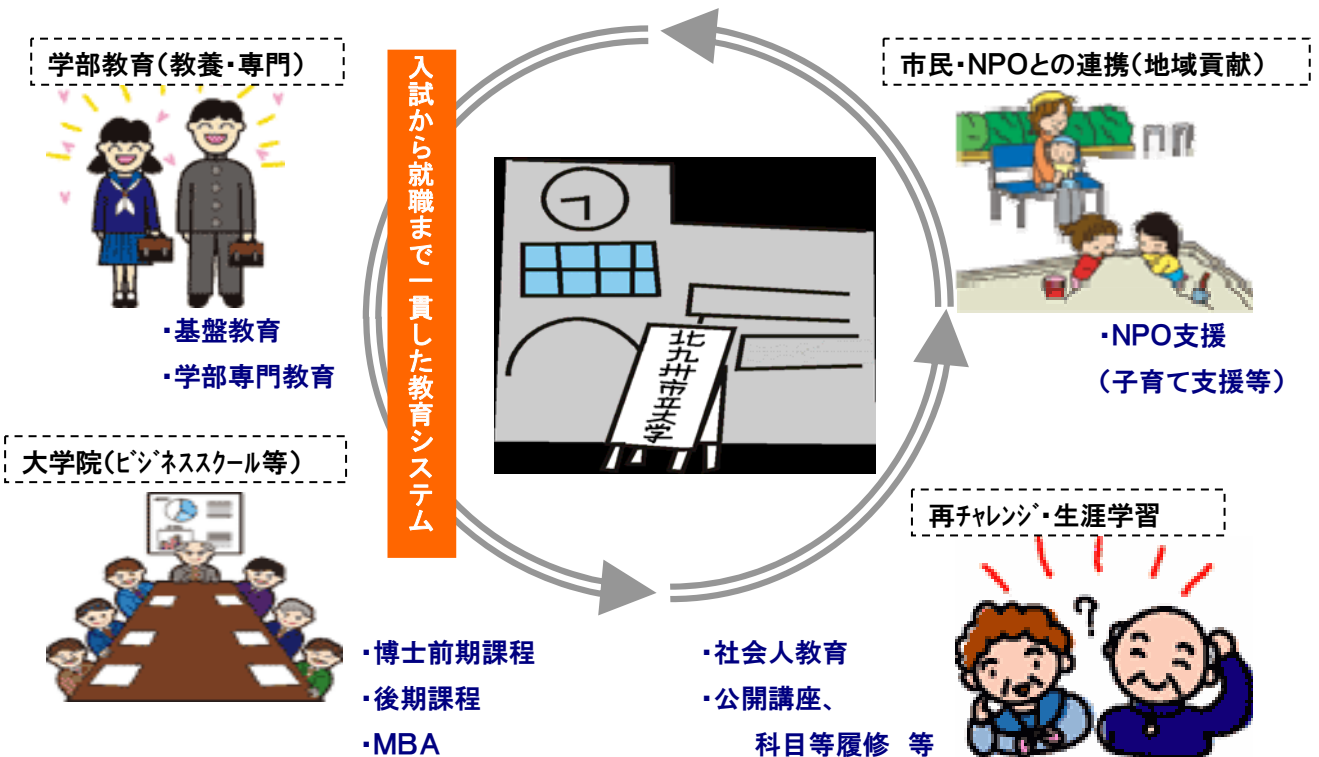 学部教育(教養・専門)
・基盤教育
・学部専門教育
入試から就職まで一貫した教育システム
北九州市立大学
市民・NPOとの連携(地域貢献)
・NPO支援
(子育て支援等)
大学院(ﾋﾞｼﾞﾈｽｽｸｰﾙ等)
・博士前期課程
・後期課程
・MBA
再ﾁｬﾚﾝｼﾞ・生涯学習
?
・社会人教育
・公開講座、
科目等履修 等